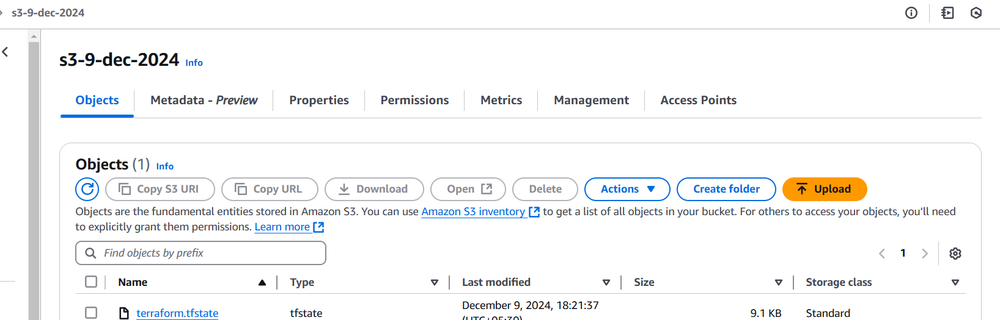 s3-9-dec-2024
s3-9-dec-2024 Info
Objects Metadata - Preview Properties Permissions Metrics Management Access Points
Objects (1) Info
Copy S3 URI Copy URL Download Open Delete Actions Create folder Upload
Objects are the fundamental entities stored in Amazon S3. You can use Amazon S3 inventory to get a list of all objects in your bucket. For others to access your objects, you’ll need
to explicitly grant them permissions. Learn more
Find objects by prefix 1
Name Type Last modified Size Storage class
terraform.tfstate tfstate December 9, 2024, 18:21:37 9.1 KB Standard
(UTC+05:30)